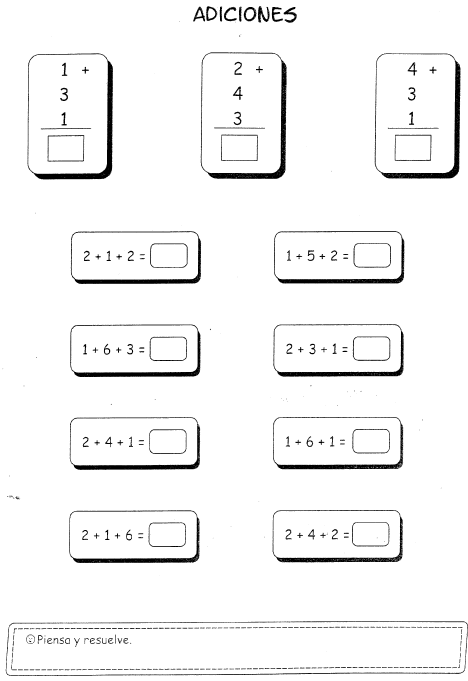 ADICIONES
1 +
3
1
2 +
4
3
4 +
3
1
2 + 1 + 2 =
1 + 5 + 2 =
1 + 6 + 3 =
2 + 3 + 1 =
2 + 4 + 1 =
1 + 6 + 1 =
2 + 1 + 6 =
2 + 4 + 2 =
☺Piensa y resuelve.